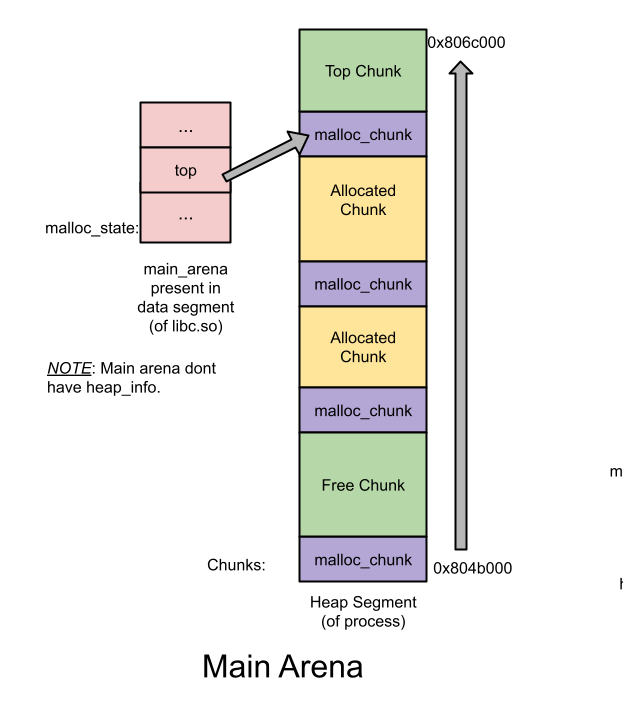 0x806c000
Top Chunk
malloc_chunk
...
top
...
malloc_state:
main_arena
present in
data segment
(of libc.so)
NOTE: Main arena dont
have heap_info.
Allocated
Chunk
malloc_chunk
Allocated
Chunk
malloc_chunk
Free Chunk
malloc_chunk
Chunks:
0x804b000
Heap Segment
(of process)
Main Arena
m